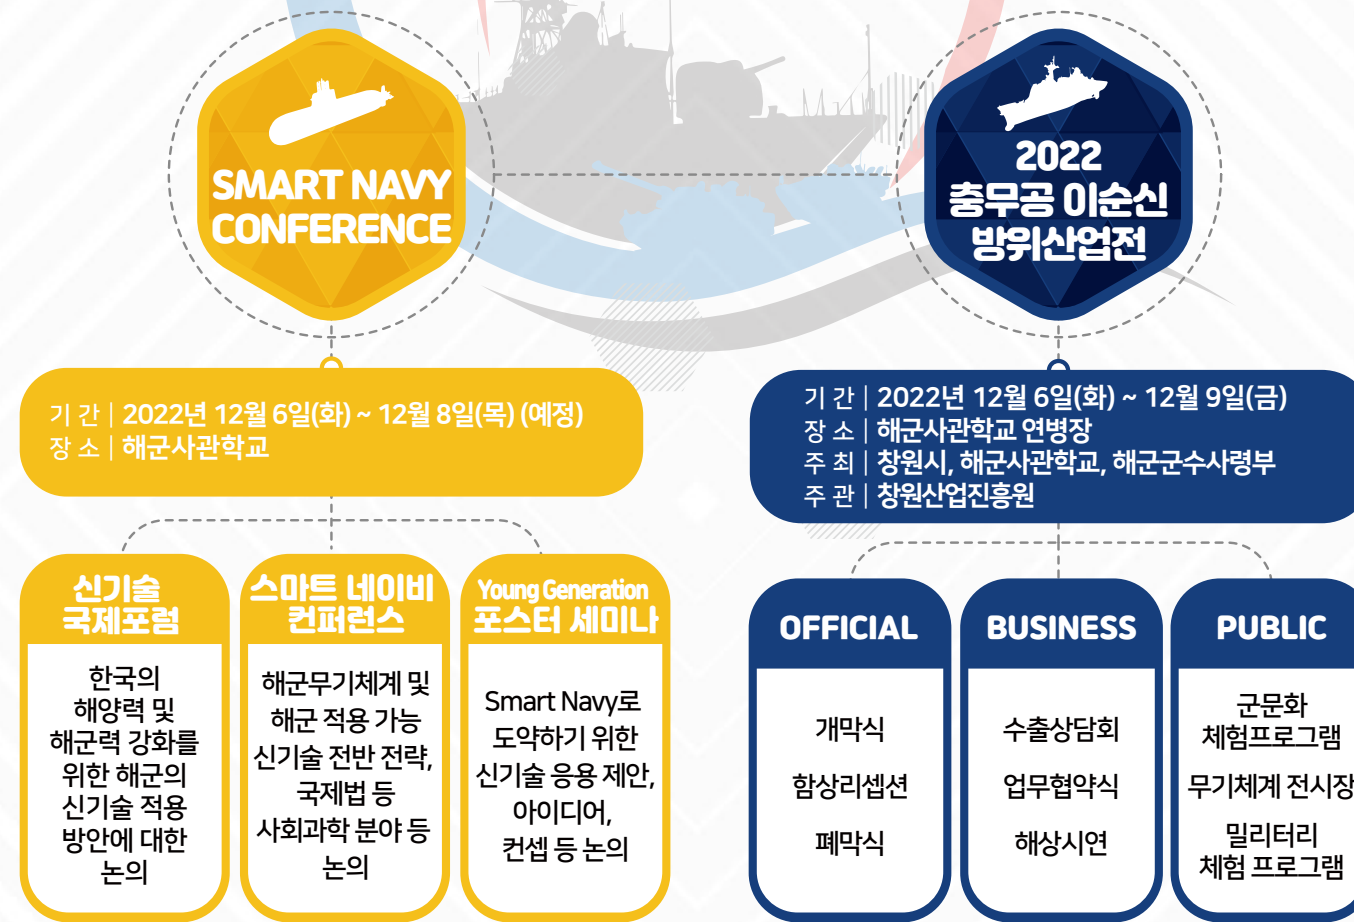 SMART NAVY
CONFERENCE
기 간 | 2022년 12월 6일(화) ~ 12월 8일(목) (예정)
장 소 | 해군사관학교
신기술
국제포럼
한국의
해양력 및
해군력 강화를
위한 해군의
신기술 적용
방안에 대한
논의
스마트 네이비
컨퍼런스
해군무기체계 및
해군 적용 가능
신기술 전반 전략,
국제법 등
사회과학 분야 등
논의
Young Generation
포스터 세미나
Smart Navy로
도약하기 위한
신기술 응용 제안,
아이디어,
컨셉 등 논의
2022
충무공 이순신
방위산업전
기 간 | 2022년 12월 6일(화) ~ 12월 9일(금)
장 소 | 해군사관학교 연병장
주 최 | 창원시, 해군사관학교, 해군군수사령부
주 관 | 창원산업진흥원
OFFICIAL
개막식
함상리셉션
폐막식
BUSINESS
수출상담회
업무협약식
해상시연
PUBLIC
군문화
체험프로그램
무기체계 전시장
밀리터리
체험 프로그램